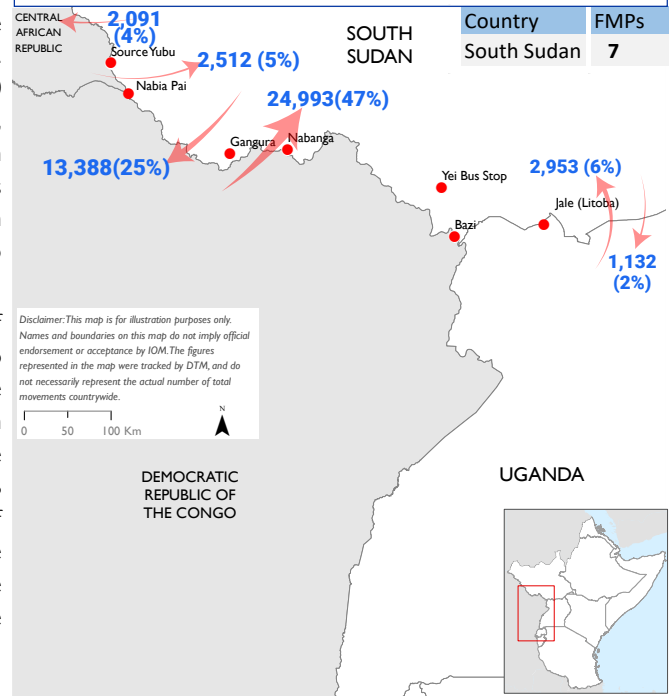 Country FMPs
South Sudan 7
CENTRAL
AFRICAN
REPUBLIC
2,091
(4%)
Source Yubu
2,512 (5%)
SOUTH
SUDAN
Nabia Pai
24,993(47%)
Gangura
Nabanga
13,388(25%)
Yei Bus Stop
2,953 (6%)
Jale (Litoba)
Bazi
1,132
(2%)
Disclaimer: This map is for illustration purposes only.
Names and boundaries on this map do not imply official
endorsement or acceptance by IOM. The figures
represented in the map were tracked by DTM, and do
not necessarily represent the actual number of total
movements countrywide.
0 50 100 Km
N
DEMOCRATIC
REPUBLIC OF
THE CONGO
UGANDA